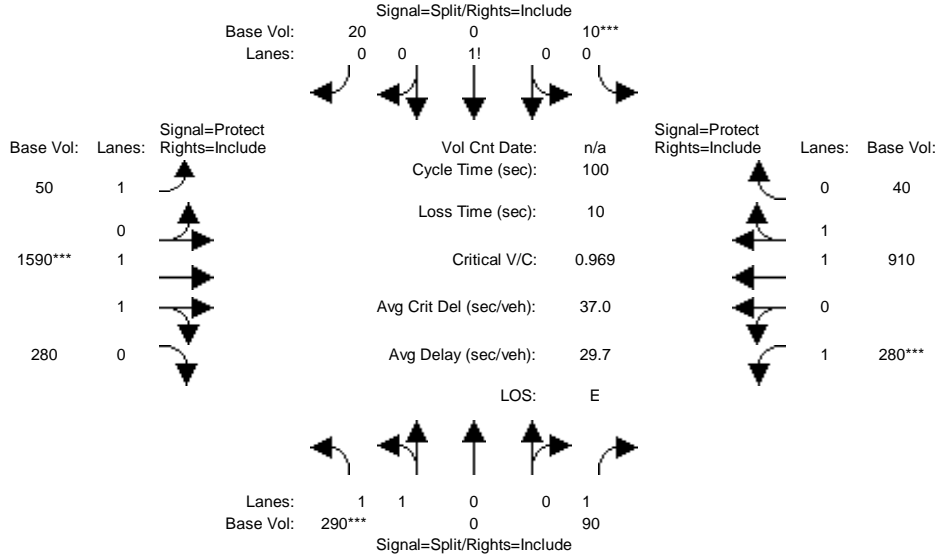 Signal=Split/Rights=Include
Base Vol: 20 0 10***
Lanes: 0 0 1! 0 0
Signal=Protect Signal=Protect
Base Vol: Lanes: Rights=Include Vol Cnt Date: n/a Rights=Include Lanes: Base Vol:
Cycle Time (sec): 100
50 1 0 40
Loss Time (sec): 10
0 1
1590*** 1 Critical V/C: 0.969 1 910
1 Avg Crit Del (sec/veh): 37.0 0
280 0 Avg Delay (sec/veh): 29.7 1 280***
LOS: E
Lanes: 1 1 0 0 1
Base Vol: 290*** 0 90
Signal=Split/Rights=Include